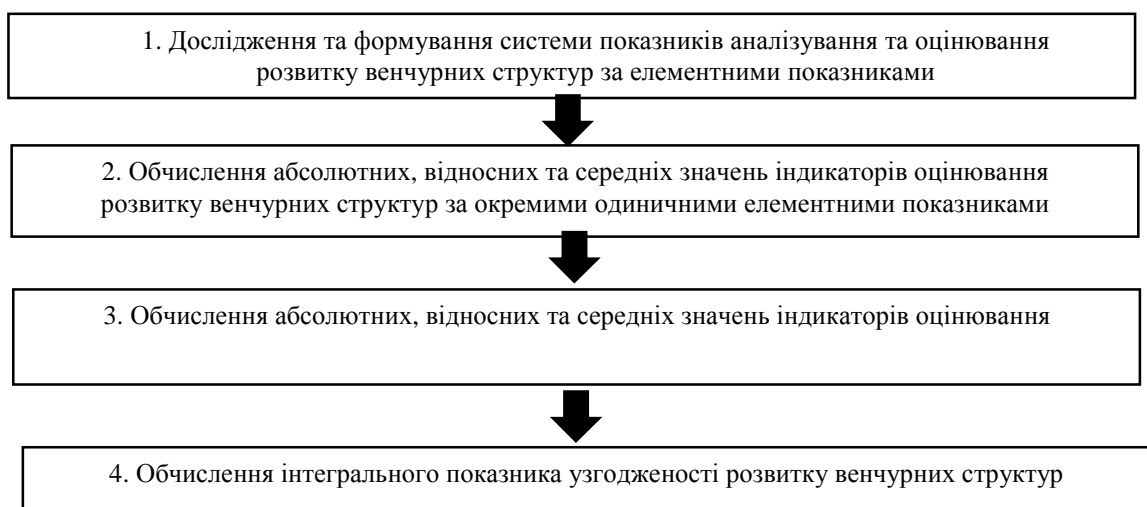 1. Дослідження та формування системи показників аналізування та оцінювання
розвитку венчурних структур за елементними показниками
2. Обчислення абсолютних, відносних та середніх значень індикаторів оцінювання
розвитку венчурних структур за окремими одиничними елементними показниками
3. Обчислення абсолютних, відносних та середніх значень індикаторів оцінювання
4. Обчислення інтегрального показника узгодженості розвитку венчурних структур